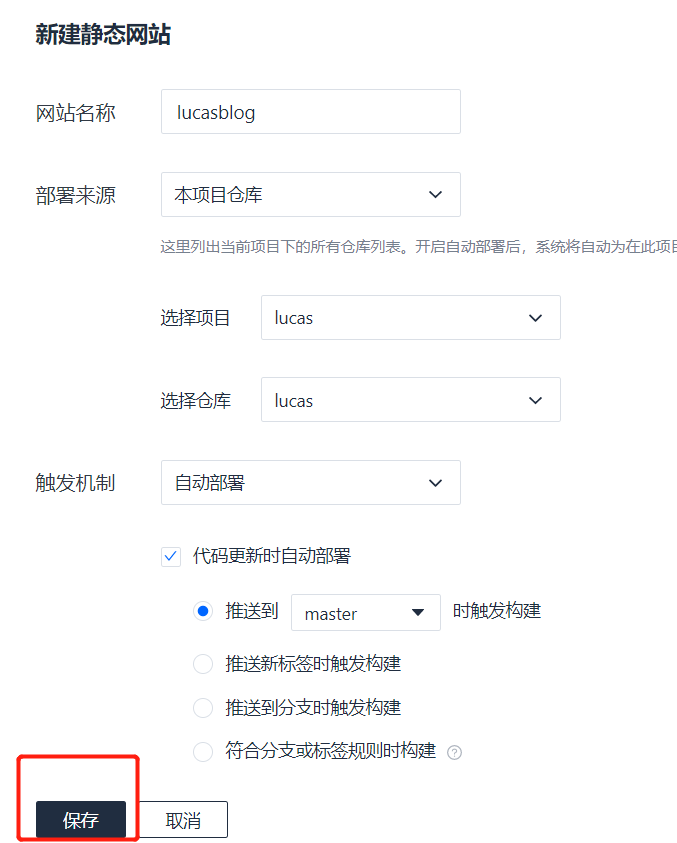 新建静态网站
网站名称 lucasblog
部署来源 本项目仓库
这里列出当前项目下的所有仓库列表。开启自动部署后，系统将自动为在此项目
选择项目 lucas
选择仓库 lucas
触发机制 自动部署
代码更新时自动部署
推送到 master 时触发构建
推送新标签时触发构建
推送到分支时触发构建
符合分支或标签规则时构建 ?
保存 取消